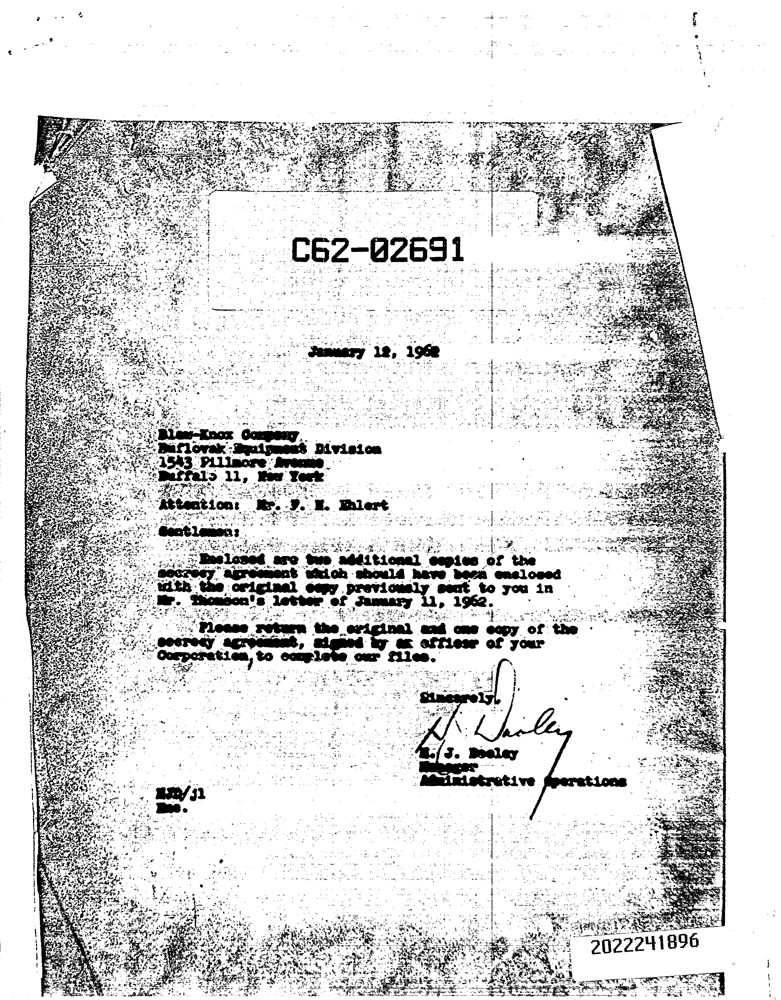 C62-02691
January 12, 1962
Blaw-Knox Company
Buflovak Equipment Division
1543 Fillmore Avenue
Buffalo 11, New York
Attention: Mr. F. E. Ehlert
Gentlemen:
Enclosed are two additional copies of the
secrecy agreement which should have been enclosed
with the original copy previously sent to you in
Mr. Thomson's letter of January 11, 1962.
Please return the original and one copy of the
secrecy agreement, signed by an officer of your
Corporation, to complete our files.
Sincerely,
J.
Manager
Administrative Operations
/jl
Enc.
2022241896